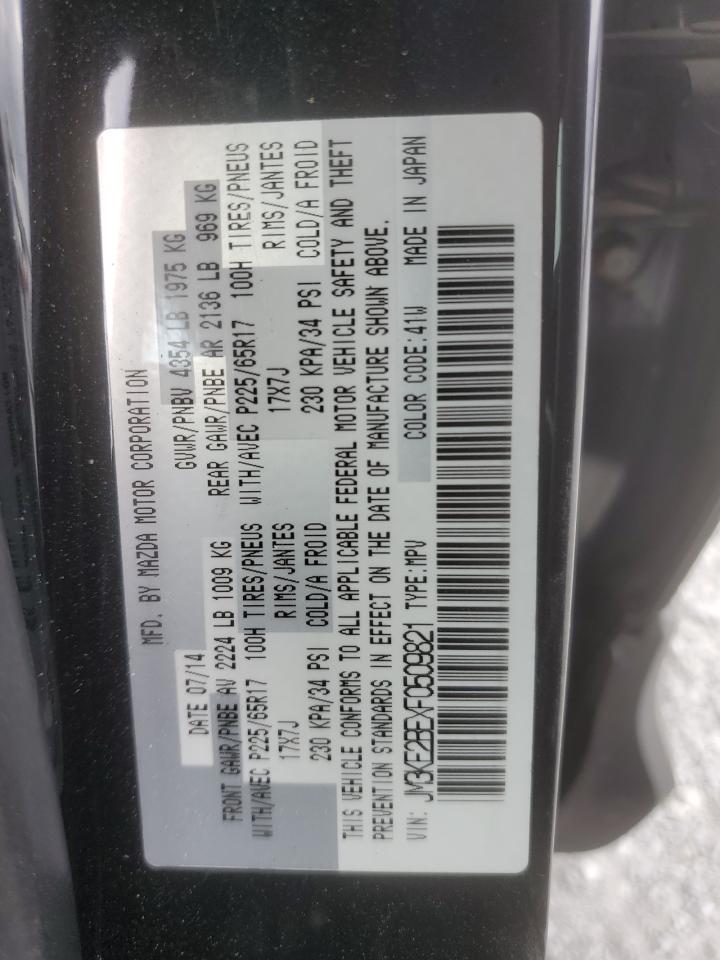 MFD. BY MAZDA MOTOR CORPORATION
DATE 07/14 GVWR/PNBV 4354 LB 1975 KG
FRONT GAWR/PNBE AV 2224 LB 1009 KG REAR GAWR/PNBE AR 2136 LB 969 KG
WITH/AVEC P225/65R17 100H TIRES/PNEUS WITH/AVEC P225/65R17 100H TIRES/PNEUS
17X7J RIMS/JANTES 17X7J RIMS/JANTES
230 KPA/34 PSI COLD/A FROID 230 KPA/34 PSI COLD/A FROID
THIS VEHICLE CONFORMS TO ALL APPLICABLE FEDERAL MOTOR VEHICLE SAFETY AND THEFT
PREVENTION STANDARDS IN EFFECT ON THE DATE OF MANUFACTURE SHOWN ABOVE.
VIN: JM3KE2BEXF0509821 TYPE:MPV COLOR CODE:41W MADE IN JAPAN